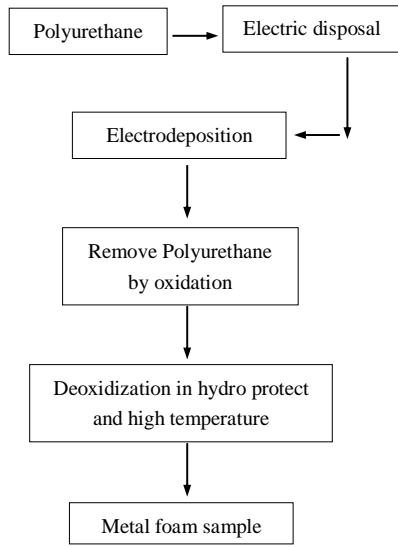 Polyurethane
Electric disposal
Electrodeposition
Remove Polyurethane
by oxidation
Deoxidization in hydro protect
and high temperature
Metal foam sample